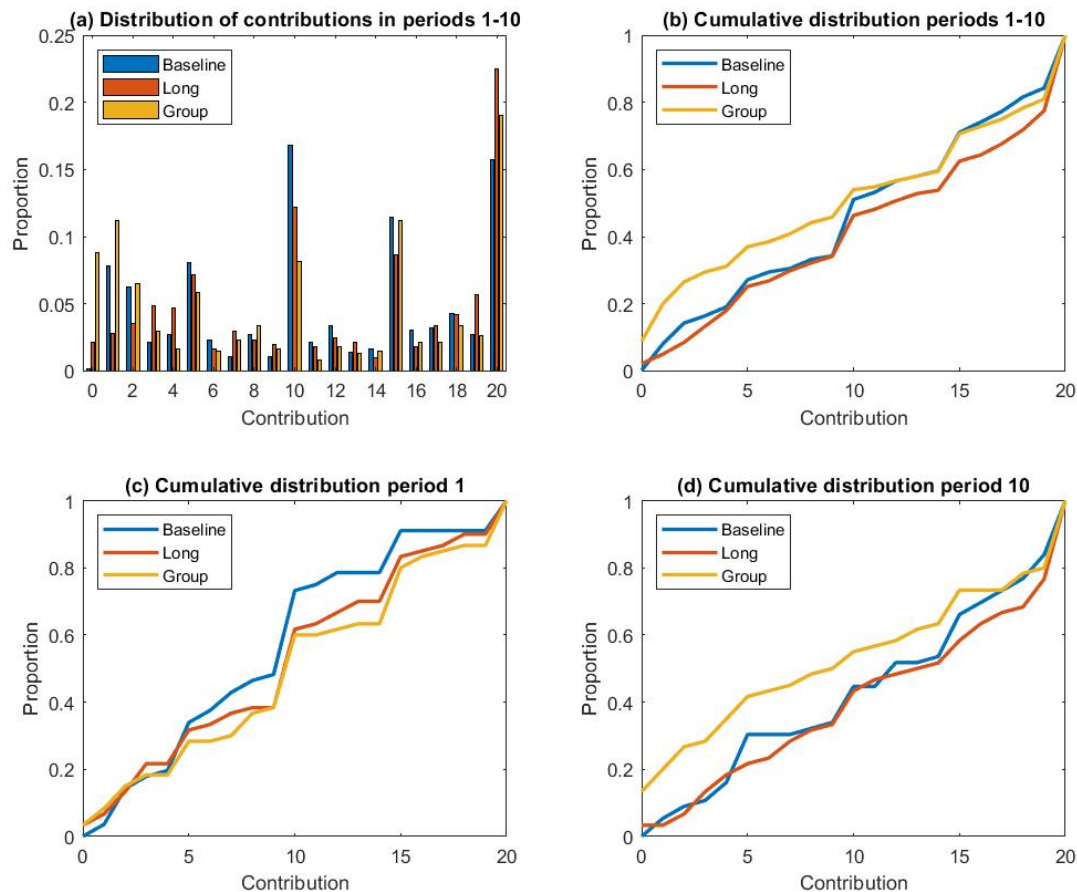 (a) Distribution of contributions in periods 1-10
0.25
0.2
0.15
0.1
0.05
0
Proportion
Baseline
Long
Group
0 2 4 6 8 10 12 14 16 18 20
Contribution
(b) Cumulative distribution periods 1-10
1
0.8
0.6
0.4
0.2
0
Proportion
Baseline
Long
Group
0 5 10 15 20
Contribution
(c) Cumulative distribution period 1
1
0.8
0.6
0.4
0.2
0
Proportion
Baseline
Long
Group
0 5 10 15 20
Contribution
(d) Cumulative distribution period 10
1
0.8
0.6
0.4
0.2
0
Proportion
Baseline
Long
Group
0 5 10 15 20
Contribution